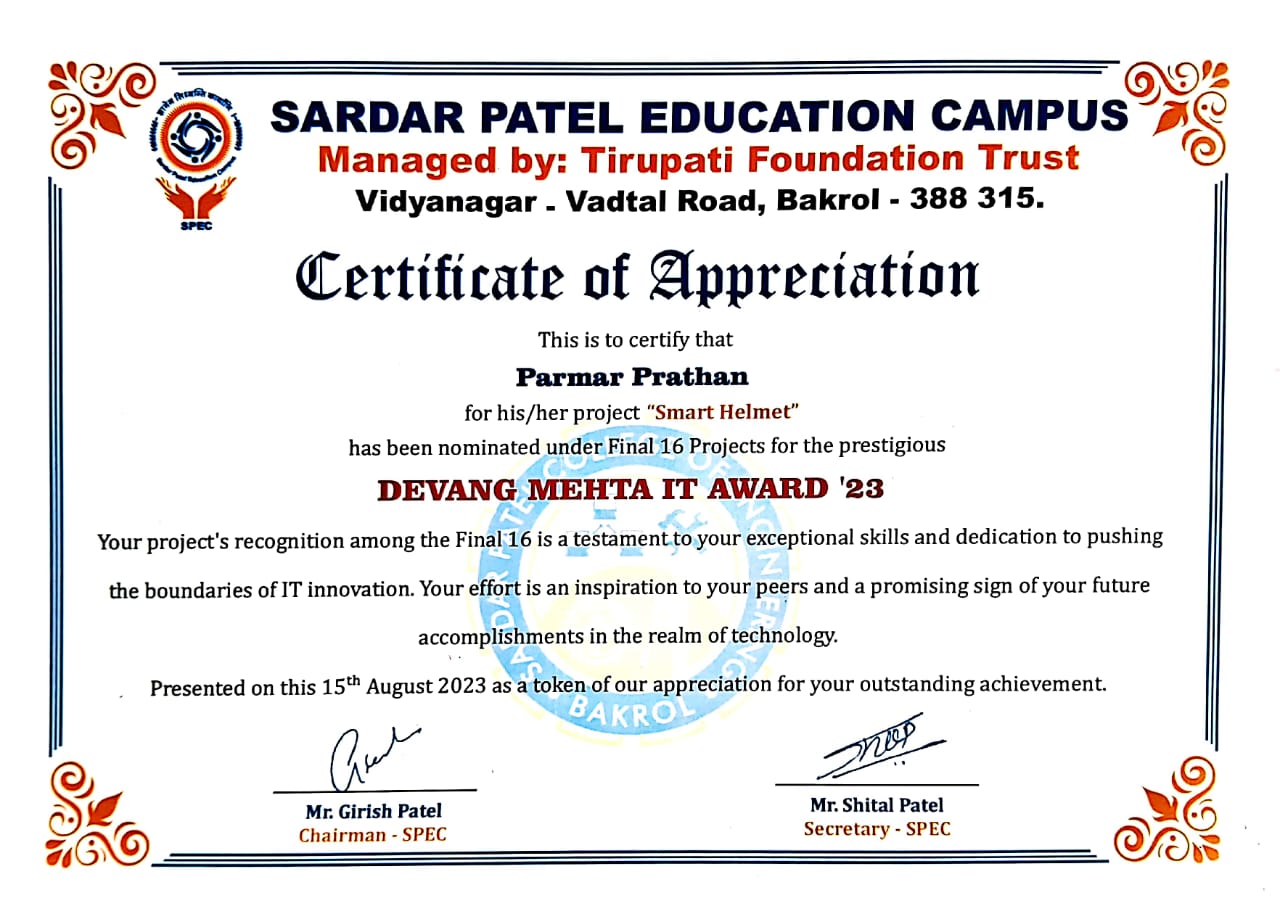 SARDAR PATEL EDUCATION CAMPUS
Managed by: Tirupati Foundation Trust
Vidyanagar - Vadtal Road, Bakrol - 388 315.
SPEC
Certificate of Appreciation
This is to certify that
Parmar Prathan
for his/her project “Smart Helmet”
has been nominated under Final 16 Projects for the prestigious
DEVANG MEHTA IT AWARD '23
Your project's recognition among the Final 16 is a testament to your exceptional skills and dedication to pushing
the boundaries of IT innovation. Your effort is an inspiration to your peers and a promising sign of your future
accomplishments in the realm of technology.
Presented on this 15th August 2023 as a token of our appreciation for your outstanding achievement.
SARDAR PATEL COLLEGE OF ENGINEERING
BAKROL
Mr. Girish Patel
Chairman - SPEC
Mr. Shital Patel
Secretary - SPEC